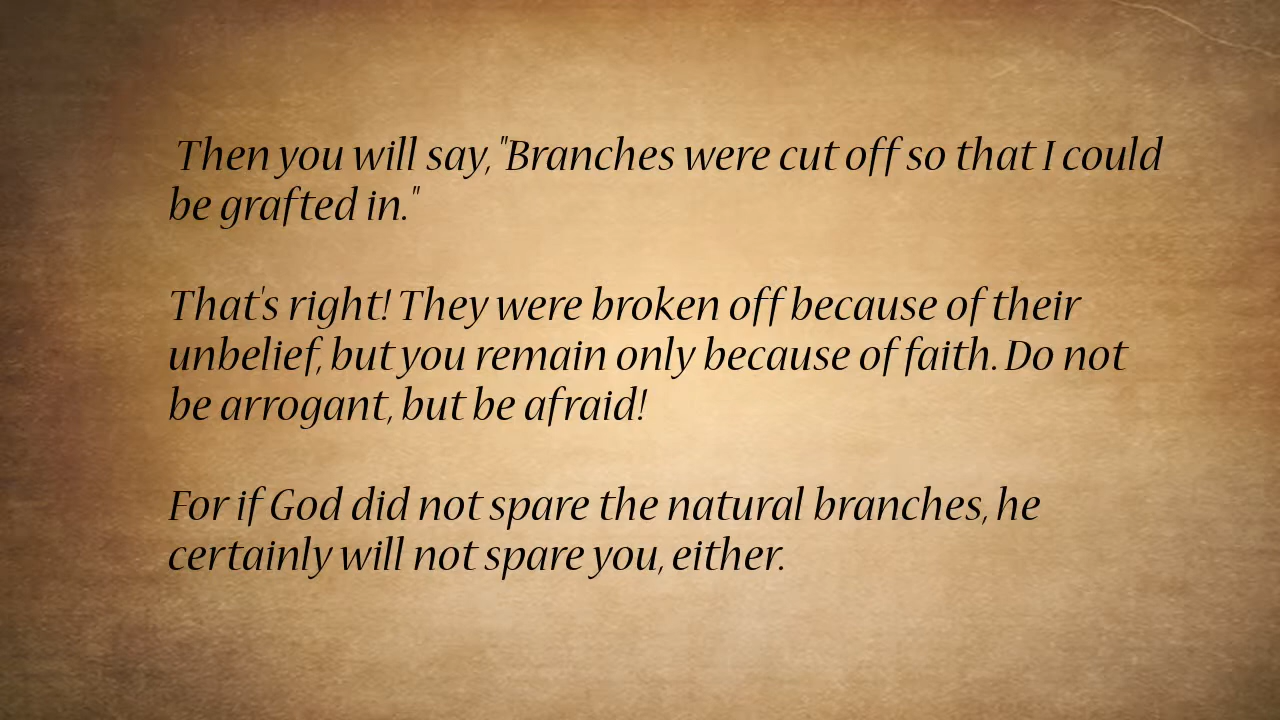 Then you will say, "Branches were cut off so that I could
be grafted in."
That's right! They were broken off because of their
unbelief, but you remain only because of faith. Do not
be arrogant, but be afraid!
For if God did not spare the natural branches, he
certainly will not spare you, either.